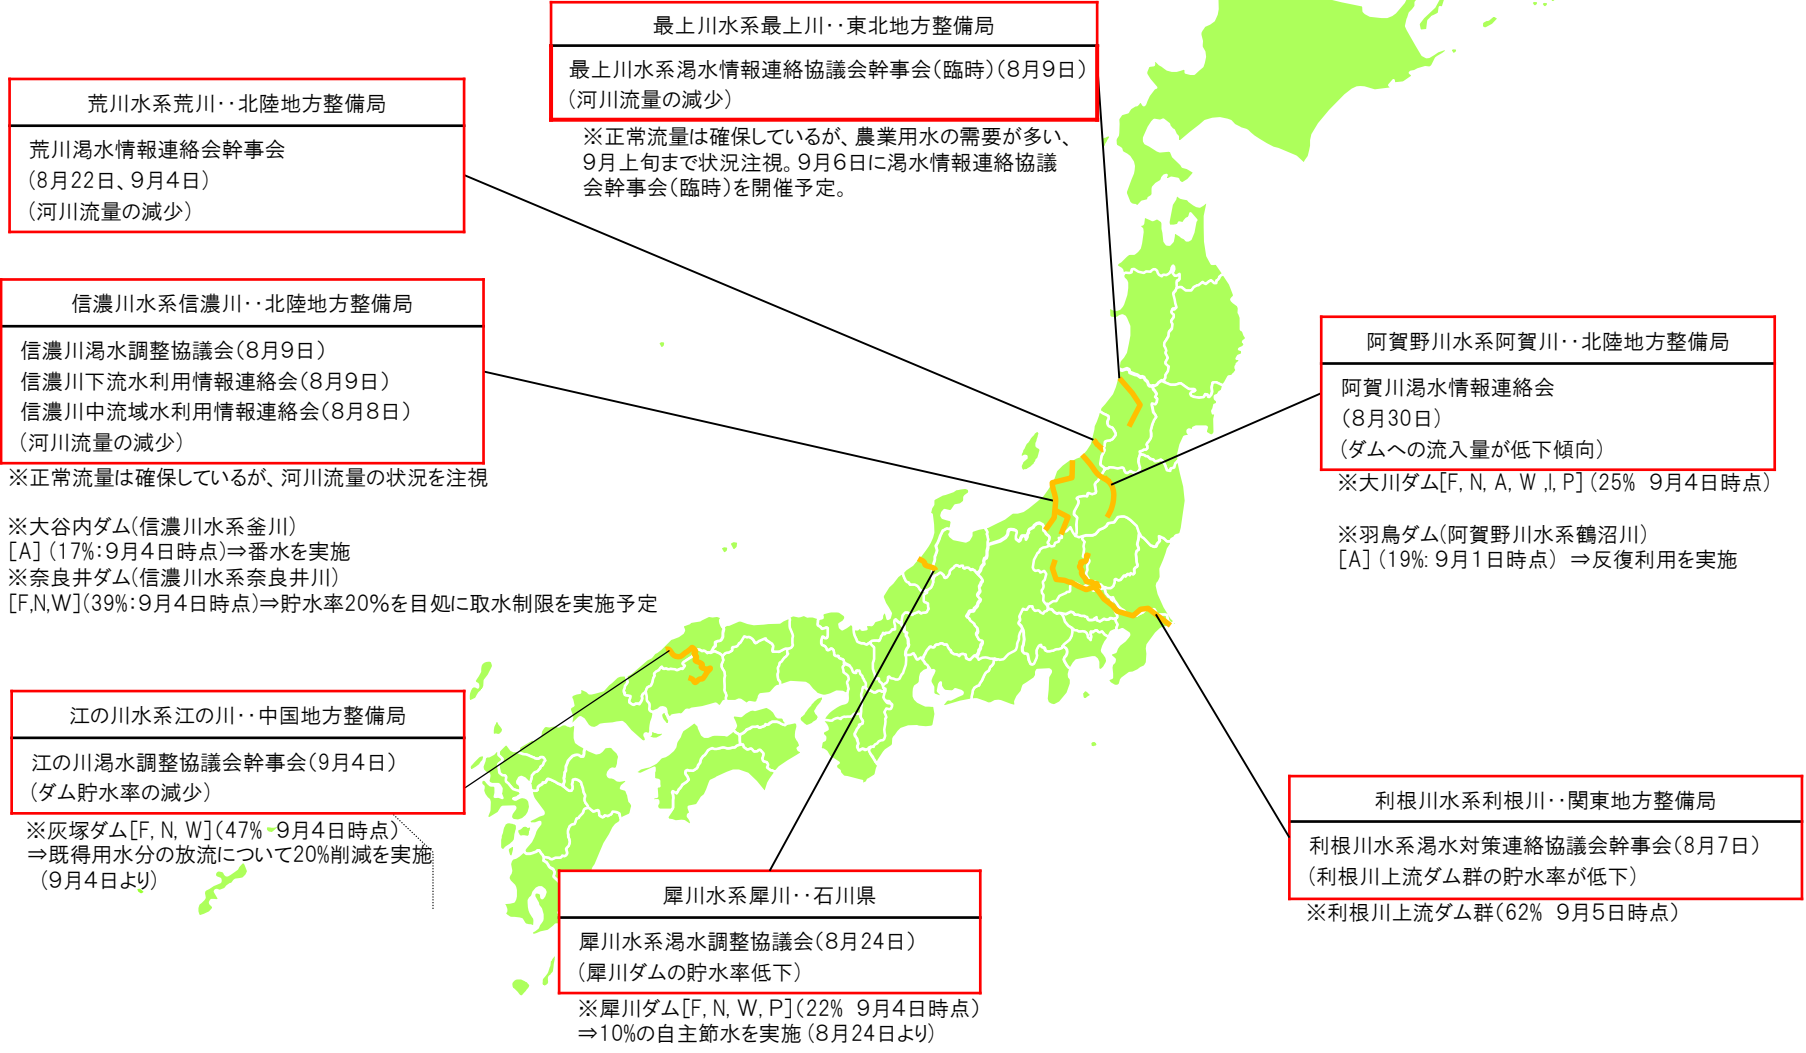 最上川水系最上川‥東北地方整備局
最上川水系渇水情報連絡協議会幹事会(臨時)(8月9日)
(河川流量の減少)
※正常流量は確保しているが、農業用水の需要が多い、
9月上旬まで状況注視。9月6日に渇水情報連絡協議
会幹事会(臨時)を開催予定。
荒川水系荒川‥北陸地方整備局
荒川渇水情報連絡会幹事会
(8月22日、9月4日)
(河川流量の減少)
信濃川水系信濃川‥北陸地方整備局
信濃川渇水調整協議会(8月9日)
信濃川下流水利用情報連絡会(8月9日)
信濃川中流域水利用情報連絡会(8月8日)
(河川流量の減少)
※正常流量は確保しているが、河川流量の状況を注視
※大谷内ダム(信濃川水系釜川)
[A] (17%:9月4日時点)⇒番水を実施
※奈良井ダム(信濃川水系奈良井川)
[F,N,W](39%:9月4日時点)⇒貯水率20%を目処に取水制限を実施予定
阿賀野川水系阿賀川‥北陸地方整備局
阿賀川渇水情報連絡会
(8月30日)
(ダムへの流入量が低下傾向)
※大川ダム[F, N, A, W ,I, P] (25% 9月4日時点)
※羽鳥ダム(阿賀野川水系鶴沼川)
[A] (19%: 9月1日時点) ⇒反復利用を実施
江の川水系江の川‥中国地方整備局
江の川渇水調整協議会幹事会(9月4日)
(ダム貯水率の減少)
※灰塚ダム[F, N, W](47% 9月4日時点)
⇒既得用水分の放流について20%削減を実施
(9月4日より)
犀川水系犀川‥石川県
犀川水系渇水調整協議会(8月24日)
(犀川ダムの貯水率低下)
※犀川ダム[F, N, W, P](22% 9月4日時点)
⇒10%の自主節水を実施 (8月24日より)
利根川水系利根川‥関東地方整備局
利根川水系渇水対策連絡協議会幹事会(8月7日)
(利根川上流ダム群の貯水率が低下)
※利根川上流ダム群(62% 9月5日時点)